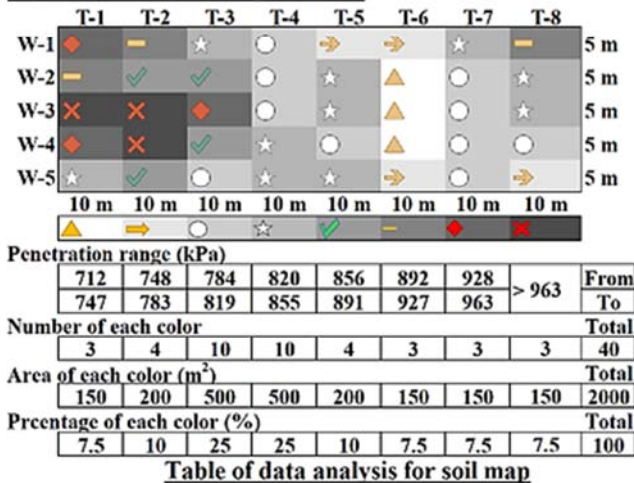 T-1 T-2 T-3 T-4 T-5 T-6 T-7 T-8
W-1 5 m
W-2 5 m
W-3 5 m
W-4 5 m
W-5 5 m
10 m 10 m 10 m 10 m 10 m 10 m 10 m 10 m
Penetration range (kPa)
712 748 784 820 856 892 928 > 963 From
747 783 819 855 891 927 963 To
Number of each color Total
3 4 10 10 4 3 3 3 40
Area of each color (m²) Total
150 200 500 500 200 150 150 150 2000
Prcentage of each color (%) Total
7.5 10 25 25 10 7.5 7.5 7.5 100
Table of data analysis for soil map